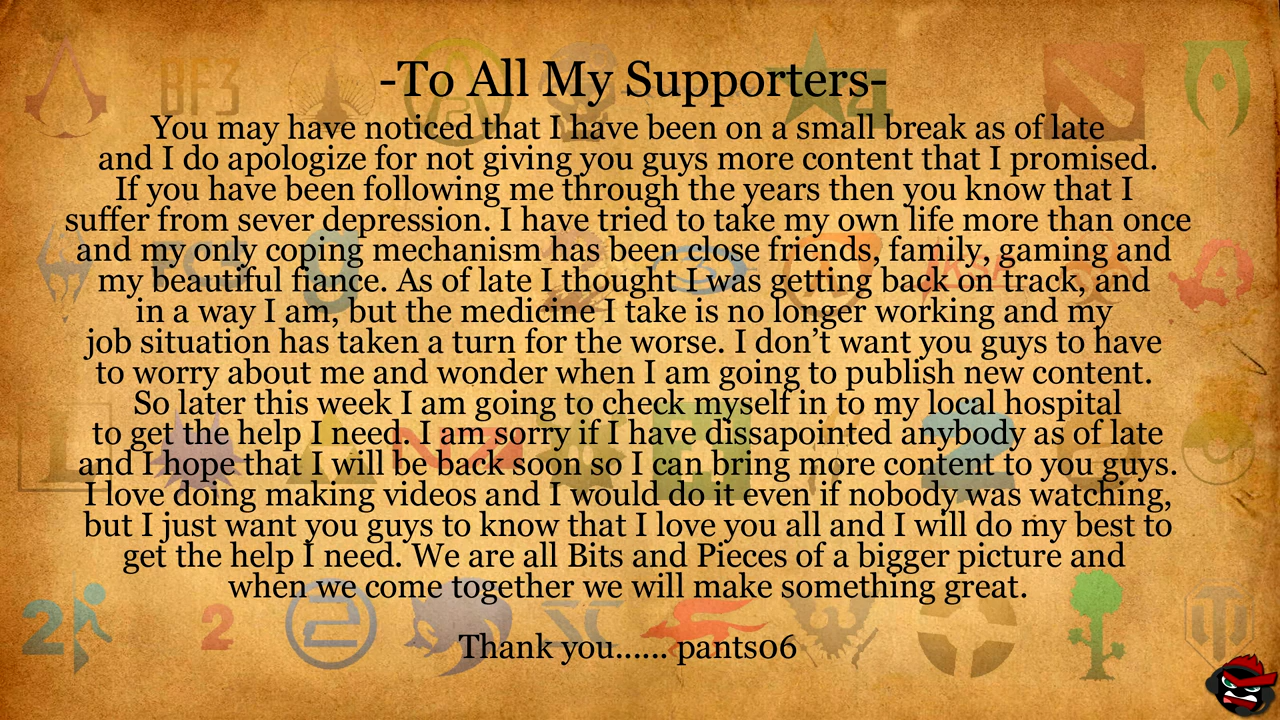 -To All My Supporters-
You may have noticed that I have been on a small break as of late
and I do apologize for not giving you guys more content that I promised.
If you have been following me through the years then you know that I
suffer from sever depression. I have tried to take my own life more than once
and my only coping mechanism has been close friends, family, gaming and
my beautiful fiance. As of late I thought I was getting back on track, and
in a way I am, but the medicine I take is no longer working and my
job situation has taken a turn for the worse. I don't want you guys to have
to worry about me and wonder when I am going to publish new content.
So later this week I am going to check myself in to my local hospital
to get the help I need. I am sorry if I have dissapointed anybody as of late
and I hope that I will be back soon so I can bring more content to you guys.
I love doing making videos and I would do it even if nobody was watching,
but I just want you guys to know that I love you all and I will do my best to
get the help I need. We are all Bits and Pieces of a bigger picture and
when we come together we will make something great.
Thank you...... pants06
BF3
4
KSP
N7
2
2
2
2